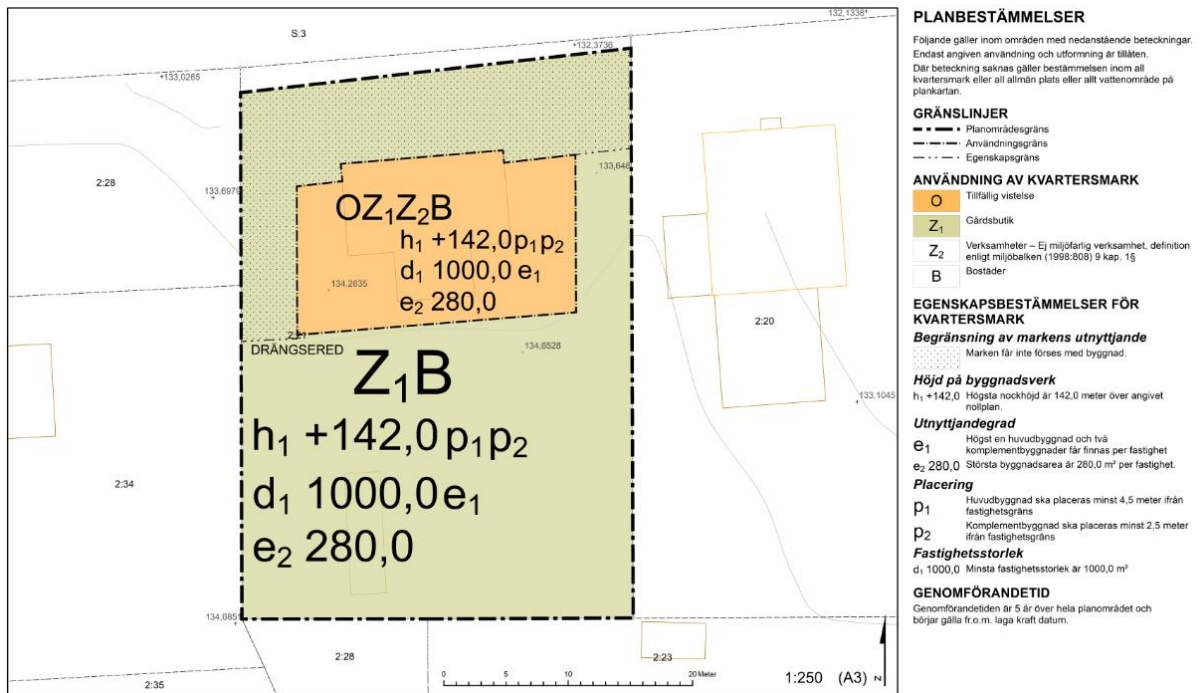 132,1338+
S:3
+132,3736
+133,0265
2:28
133,6979
133,646
OZ₁Z₂B
h₁ +142,0p₁p₂
d₁ 1000,0 e₁
e₂ 280,0
134,2635
2:20
DRÄNGSERED
134,6528
133,1045
Z₁B
h₁ +142,0 p₁p₂
d₁ 1000,0e₁
e₂ 280,0
2:34
134,6851
2:28
2:23
2:35
0 5 10 20 Meter
1:250 (A3)
Z
PLANBESTÄMMELSER
Följande gäller inom områden med nedanstående beteckningar.
Endast angiven användning och utformning är tillåten.
Där beteckning saknas gäller bestämmelsen inom all
kvartersmark eller all allmän plats eller allt vattenområde på
plankartan.
GRÄNSLINJER
Planområdesgräns
Användningsgräns
Egenskapsgräns
ANVÄNDNING AV KVARTERSMARK
O Tillfällig vistelse
Z₁ Gårdsbutik
Z₂ Verksamheter – Ej miljöfarlig verksamhet, definition
enligt miljöbalken (1998:808) 9 kap. 1§
B Bostäder
EGENSKAPSBESTÄMMELSER FÖR
KVARTERSMARK
Begränsning av markens utnyttjande
Marken får inte förses med byggnad.
Höjd på byggnadsverk
h₁ +142,0 Högsta nockhöjd är 142,0 meter över angivet
nollplan.
Utnyttjandegrad
e₁ Högst en huvudbyggnad och två
komplementbyggnader får finnas per fastighet
e₂ 280,0 Största byggnadsarea är 280,0 m² per fastighet.
Placering
p₁ Huvudbyggnad ska placeras minst 4,5 meter ifrån
fastighetsgräns
p₂ Komplementbyggnad ska placeras minst 2,5 meter
ifrån fastighetsgräns
Fastighetsstorlek
d₁ 1000,0 Minsta fastighetsstorlek är 1000,0 m²
GENOMFÖRANDETID
Genomförandetiden är 5 år över hela planområdet och
börjar gälla fr.o.m. laga kraft datum.